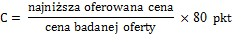 C = najniższa oferowana cena / cena badanej oferty × 80 pkt